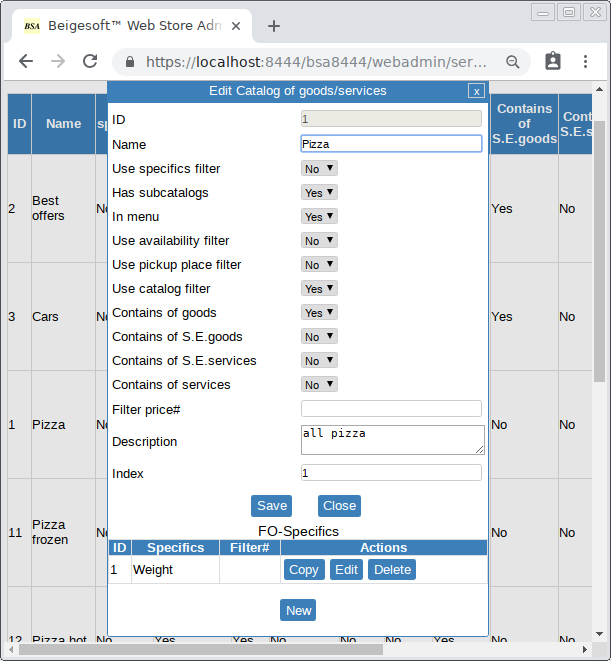 BSA Beigesoft™ Web Store Adm
https://localhost:8444/bsa8444/webadmin/ser...
Edit Catalog of goods/services x
ID 1
Name Pizza
Use specifics filter No
Has subcatalogs Yes
In menu Yes
Use availability filter No
Use pickup place filter No
Use catalog filter Yes
Contains of goods Yes
Contains of S.E.goods No
Contains of S.E.services No
Contains of services No
Filter price#
Description all pizza
Index 1
Save Close
FO-Specifics
ID Specifics Filter# Actions
1 Weight Copy Edit Delete
New
ID Name
Contains
of
S.E.goods
2 Best
offers
Yes No
3 Cars Yes No
1 Pizza No No
11 Pizza
frozen
No No
12 Pizza hot No Yes Yes No No No Yes No No